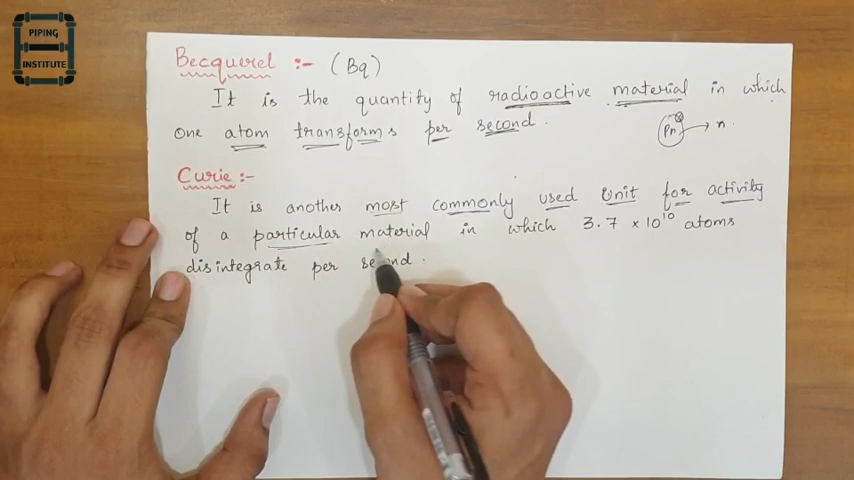 PIPING
INSTITUTE
Becquerel :- (Bq)
It is the quantity of radioactive material in which
one atom transforms per second.
Pn → n.
Curie :-
It is another most commonly used Unit for activity
of a particular material in which 3.7 × 10¹⁰ atoms
disintegrate per second.